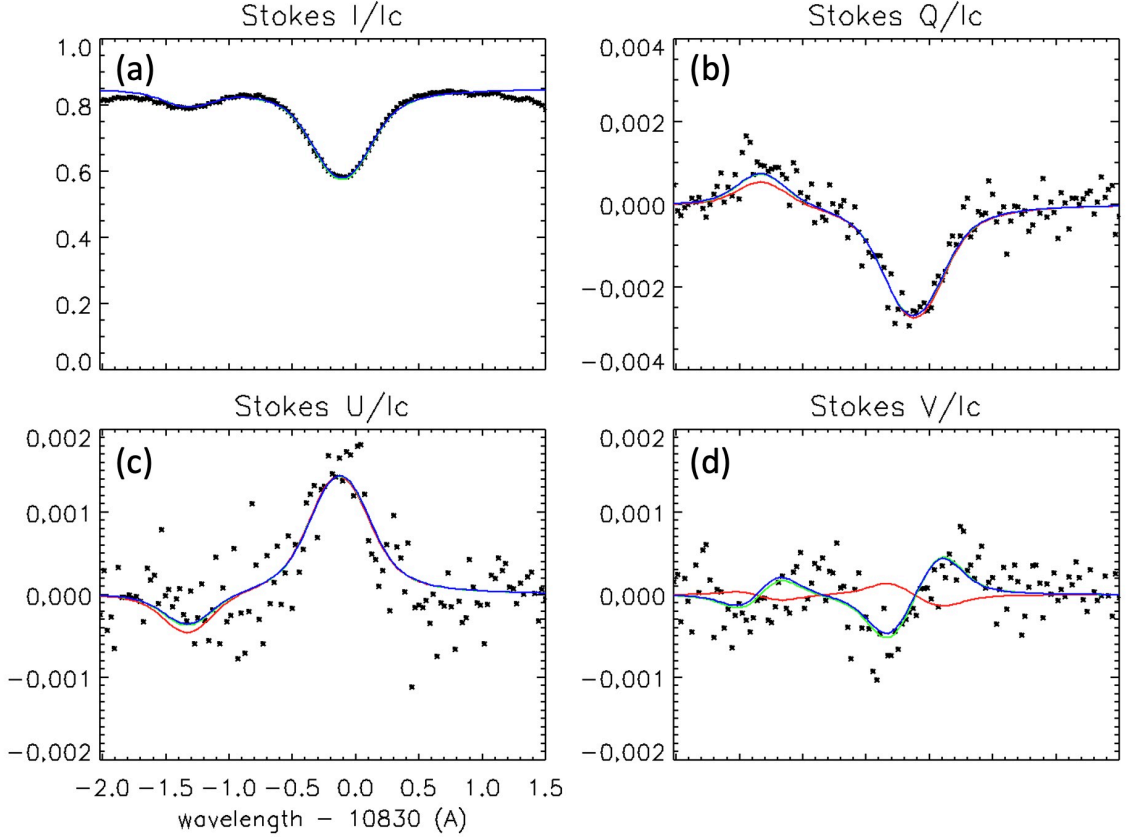 Stokes I/Ic
Stokes Q/Ic
(a)
(b)
1.0
0.8
0.6
0.4
0.2
0.0
0.004
0.002
0.000
−0.002
−0.004
Stokes U/Ic
Stokes V/Ic
(c)
(d)
0.002
0.001
0.000
−0.001
−0.002
0.002
0.001
0.000
−0.001
−0.002
−2.0 −1.5 −1.0 −0.5 0.0 0.5 1.0 1.5
wavelength − 10830 (A)